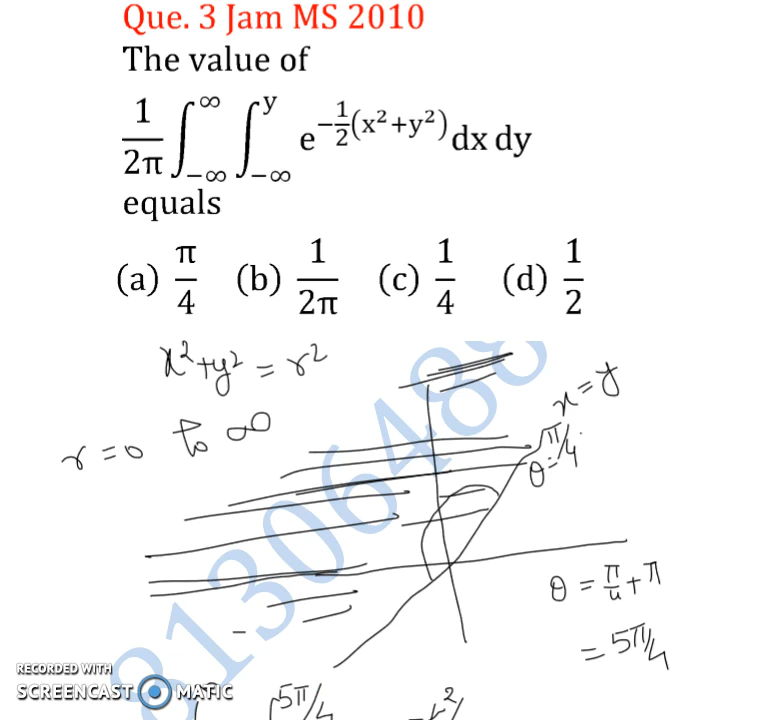 Que. 3 Jam MS 2010
The value of
1/2π ∫_{-∞}^{∞} ∫_{-∞}^{y} e^{-1/2(x²+y²)} dx dy
equals
(a) π/4 (b) 1/2π (c) 1/4 (d) 1/2
x²+y² = r²
r=0 to ∞
x=y
θ=π/4
θ = π/4 + π
= 5π/4
8130648
RECORDED WITH
SCREENCAST MATIC
5π/4